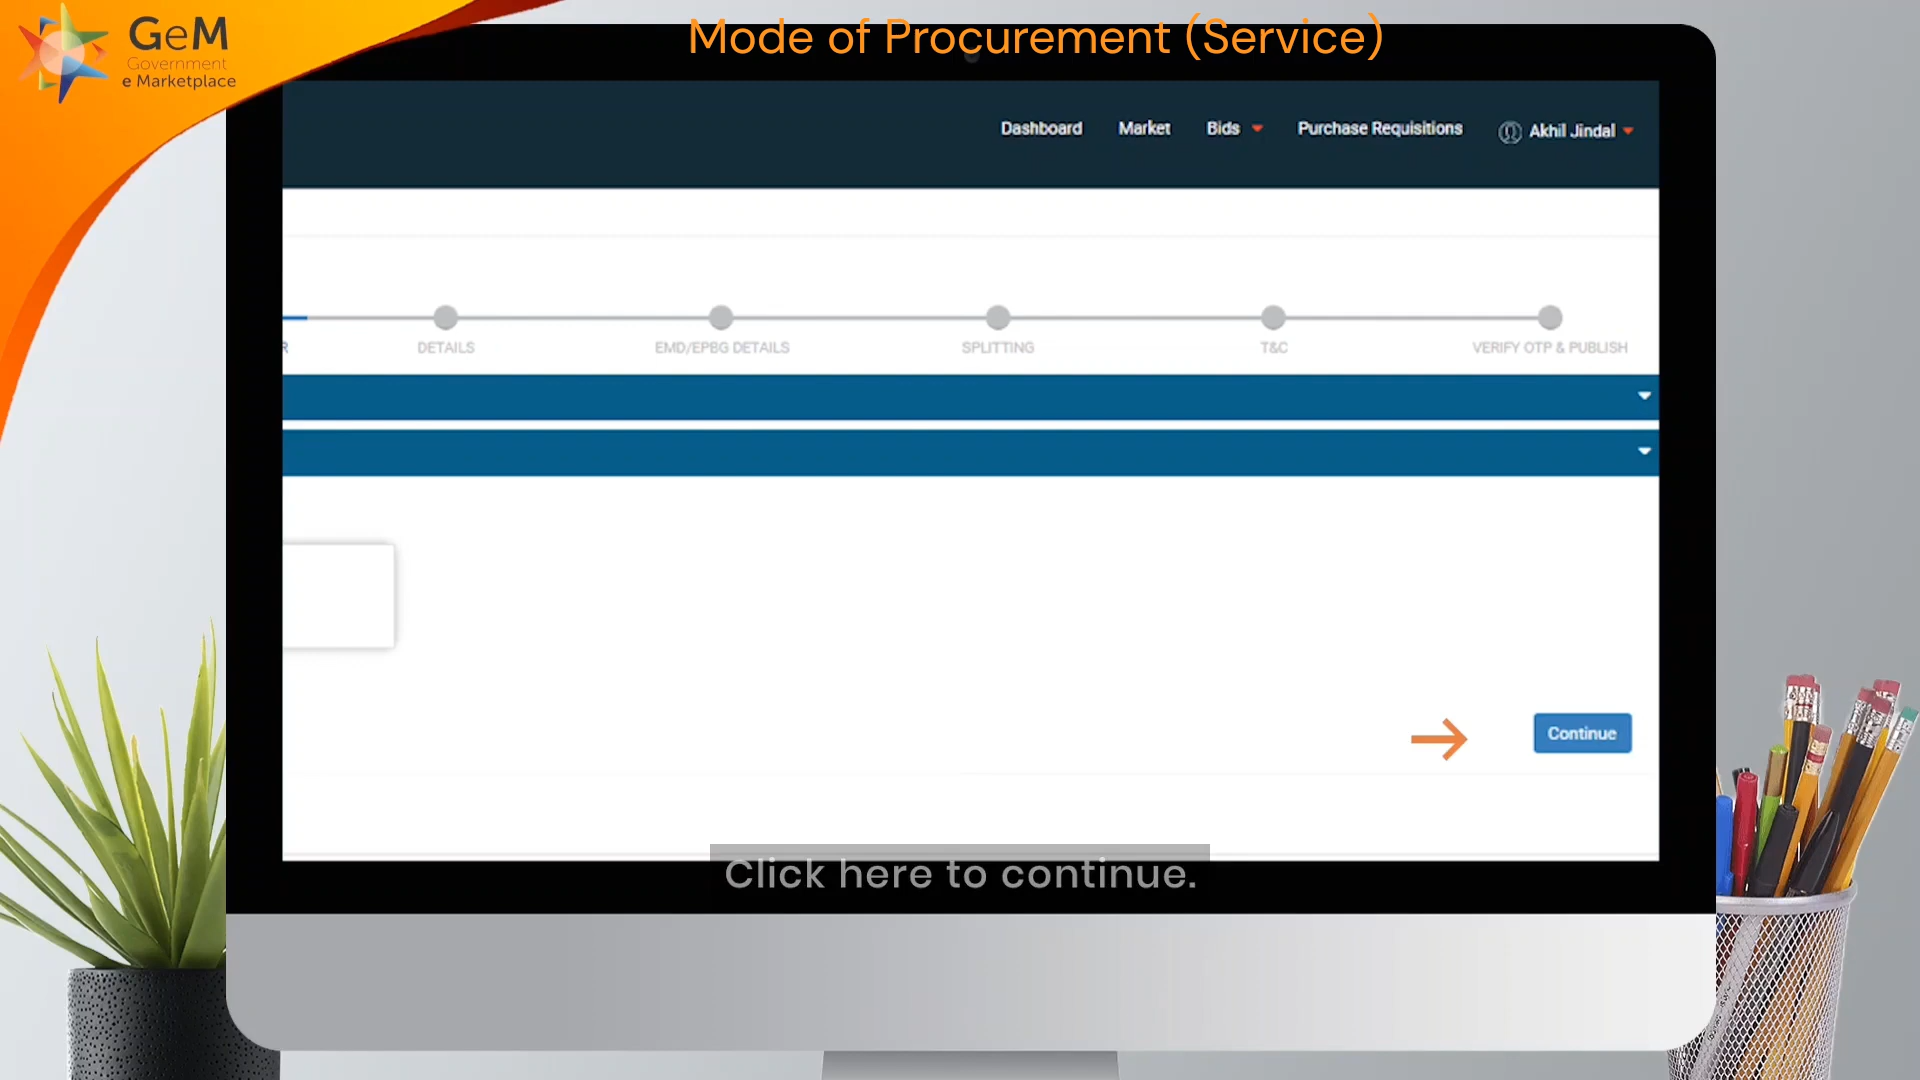 GeM
Government
e Marketplace
Mode of Procurement (Service)
Dashboard Market Bids Purchase Requisitions Akhil Jindal
R DETAILS EMD/EPBG DETAILS SPLITTING T&C VERIFY OTP & PUBLISH
Continue
Click here to continue.